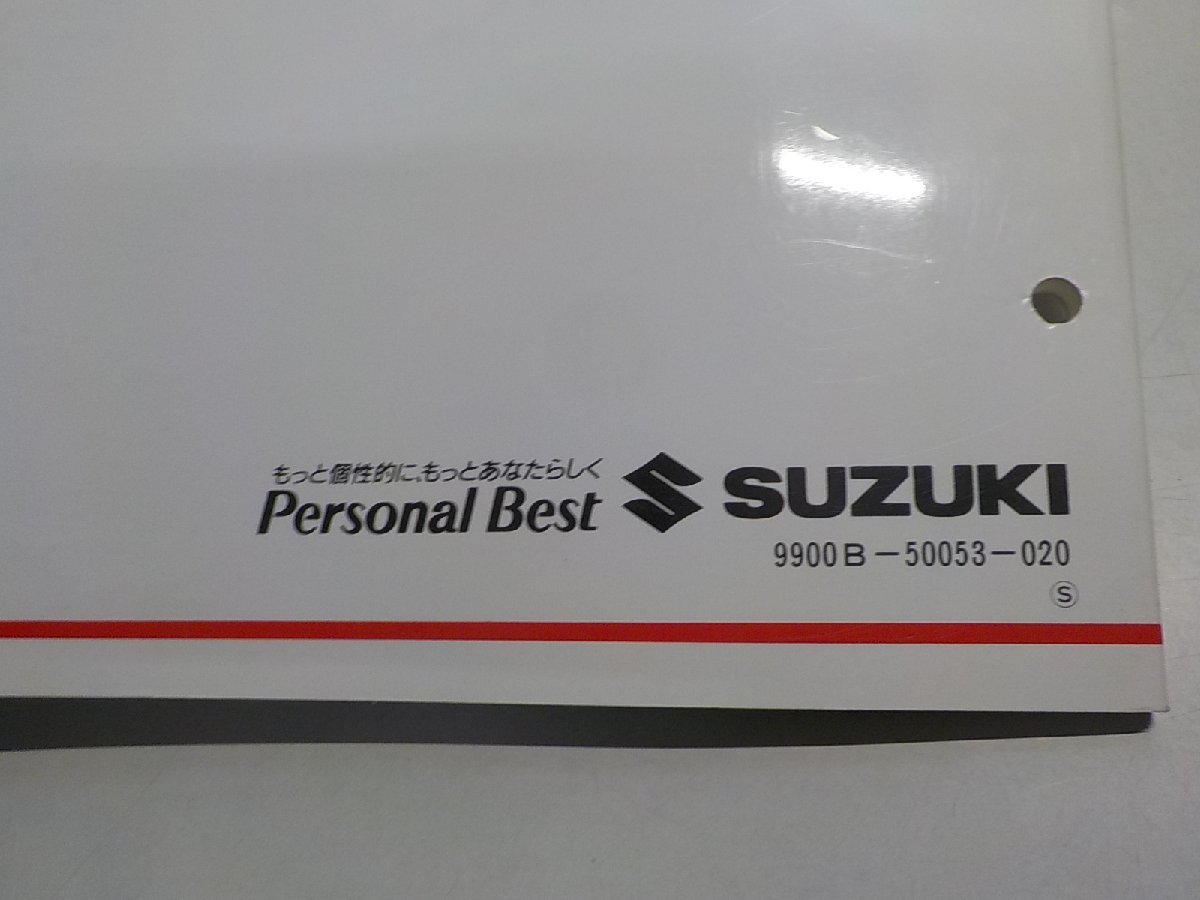 もっと個性的に、もっとあなたらしく
Personal Best SUZUKI
9900B-50053-020
Ⓢ